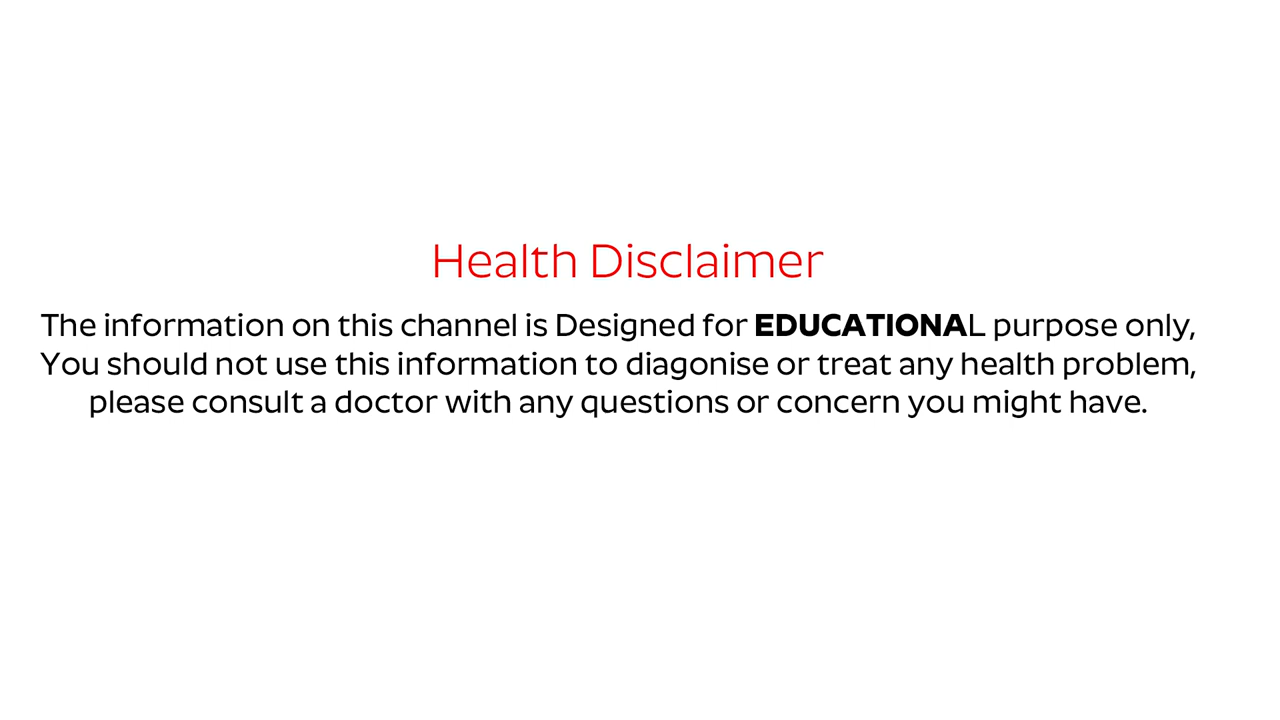 Health Disclaimer
The information on this channel is Designed for EDUCATIONAL purpose only,
You should not use this information to diagonise or treat any health problem,
please consult a doctor with any questions or concern you might have.